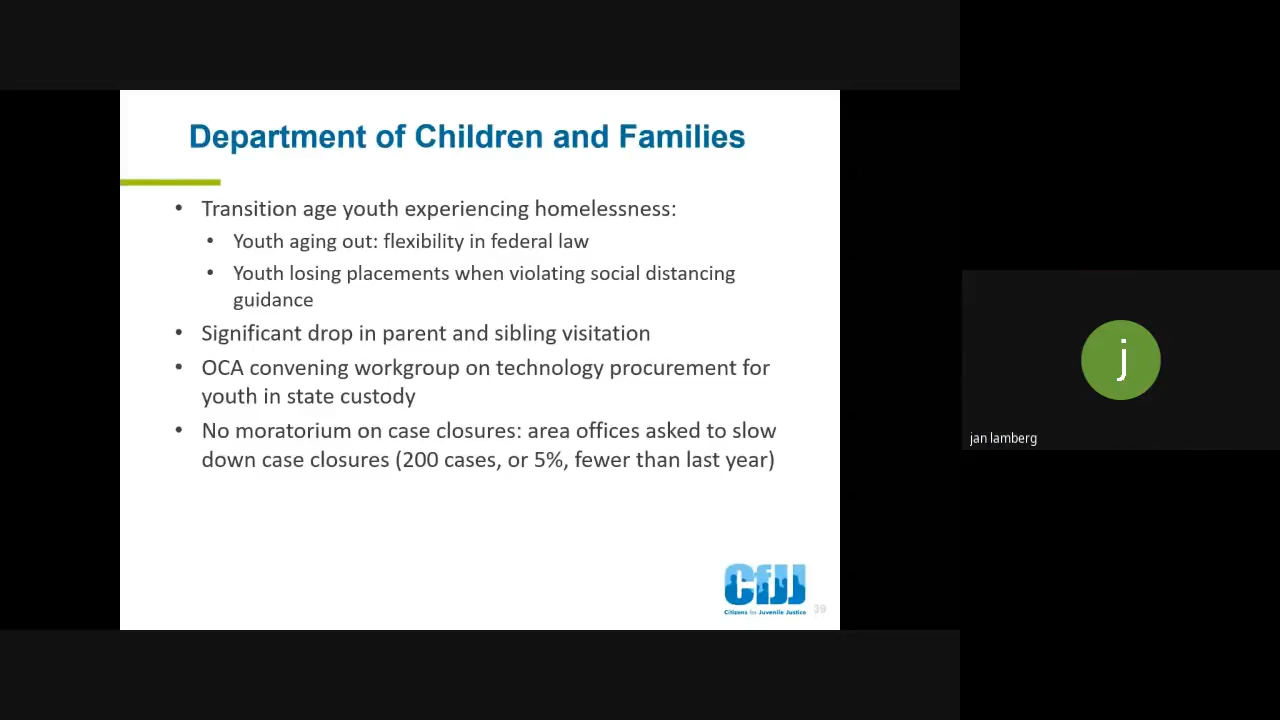 Department of Children and Families
• Transition age youth experiencing homelessness:
• Youth aging out: flexibility in federal law
• Youth losing placements when violating social distancing
guidance
• Significant drop in parent and sibling visitation
• OCA convening workgroup on technology procurement for
youth in state custody
• No moratorium on case closures: area offices asked to slow
down case closures (200 cases, or 5%, fewer than last year)
CfJJ
Citizens for Juvenile Justice
39
j
jan lamberg